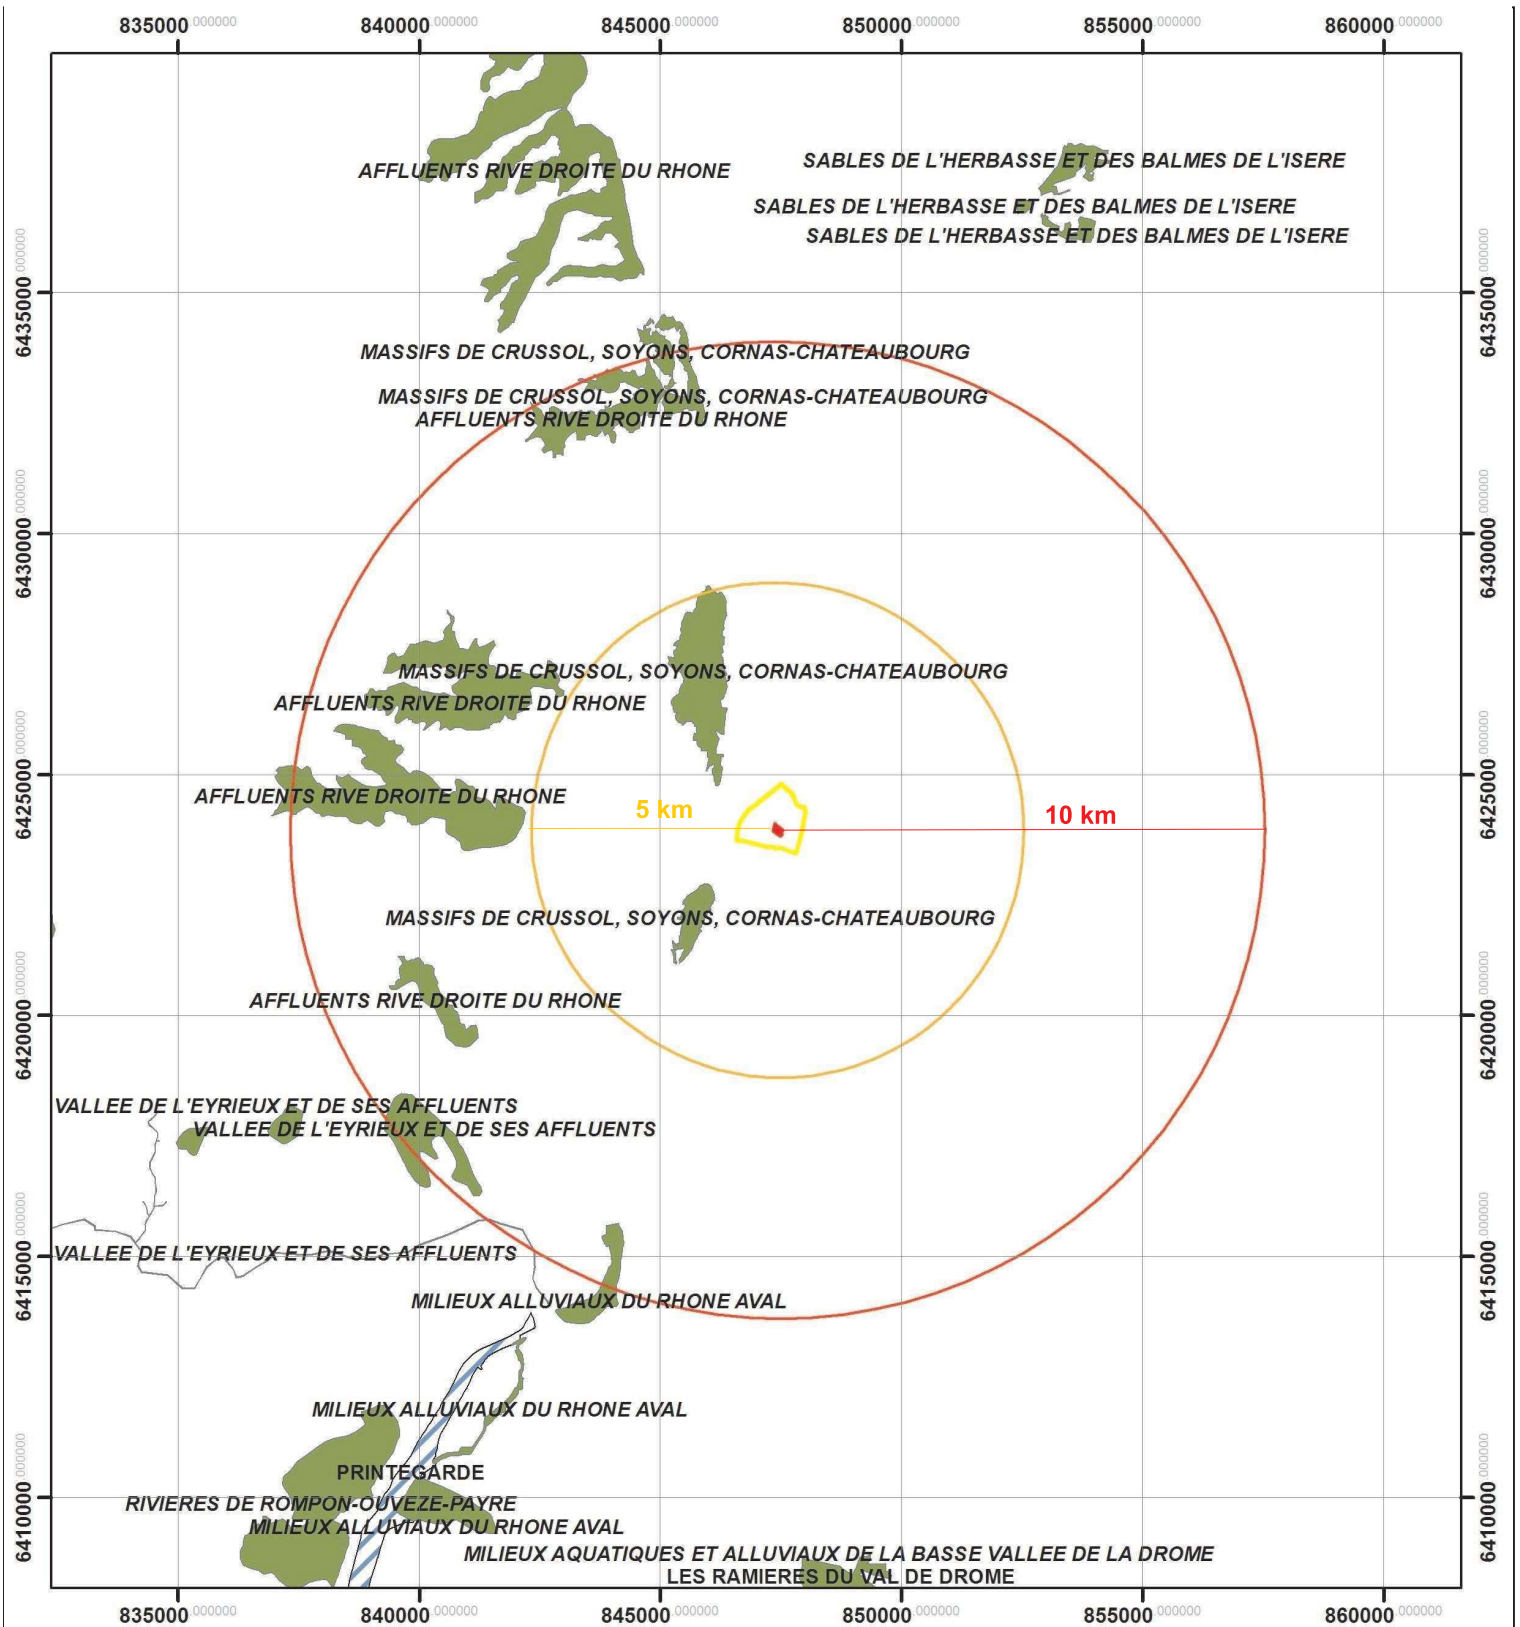 835000.000000 840000.000000 845000.000000 850000.000000 855000.000000 860000.000000
AFFLUENTS RIVE DROITE DU RHONE
SABLES DE L'HERBASSE ET DES BALMES DE L'ISERE
SABLES DE L'HERBASSE ET DES BALMES DE L'ISERE
SABLES DE L'HERBASSE ET DES BALMES DE L'ISERE
6435000.000000 6435000.000000
MASSIFS DE CRUSSOL, SOYONS, CORNAS-CHATEAUBOURG
MASSIFS DE CRUSSOL, SOYONS, CORNAS-CHATEAUBOURG
AFFLUENTS RIVE DROITE DU RHONE
6430000.000000 6430000.000000
MASSIFS DE CRUSSOL, SOYONS, CORNAS-CHATEAUBOURG
AFFLUENTS RIVE DROITE DU RHONE
6425000.000000 6425000.000000
AFFLUENTS RIVE DROITE DU RHONE
5 km
10 km
MASSIFS DE CRUSSOL, SOYONS, CORNAS-CHATEAUBOURG
AFFLUENTS RIVE DROITE DU RHONE
6420000.000000 6420000.000000
VALLEE DE L'EYRIEUX ET DE SES AFFLUENTS
VALLEE DE L'EYRIEUX ET DE SES AFFLUENTS
VALLEE DE L'EYRIEUX ET DE SES AFFLUENTS
6415000.000000 6415000.000000
MILIEUX ALLUVIAUX DU RHONE AVAL
MILIEUX ALLUVIAUX DU RHONE AVAL
PRINTEGARDE
RIVIERES DE ROMPON-OUVEZE-PAYRE
6410000.000000 6410000.000000
MILIEUX ALLUVIAUX DU RHONE AVAL
MILIEUX AQUATIQUES ET ALLUVIAUX DE LA BASSE VALLEE DE LA DROME
LES RAMIERES DU VAL DE DROME
835000.000000 840000.000000 845000.000000 850000.000000 855000.000000 860000.000000